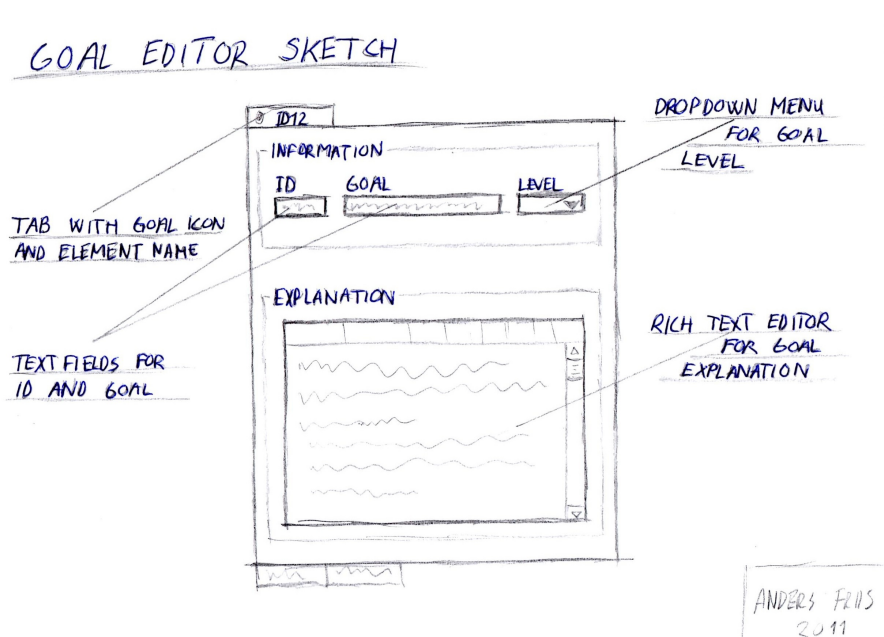 GOAL EDITOR SKETCH
ID12
INFORMATION
ID GOAL LEVEL
EXPLANATION
DROPDOWN MENU
FOR GOAL
LEVEL
TAB WITH GOAL ICON
AND ELEMENT NAME
TEXT FIELDS FOR
ID AND GOAL
RICH TEXT EDITOR
FOR GOAL
EXPLANATION
ANDERS FRIIS
2011